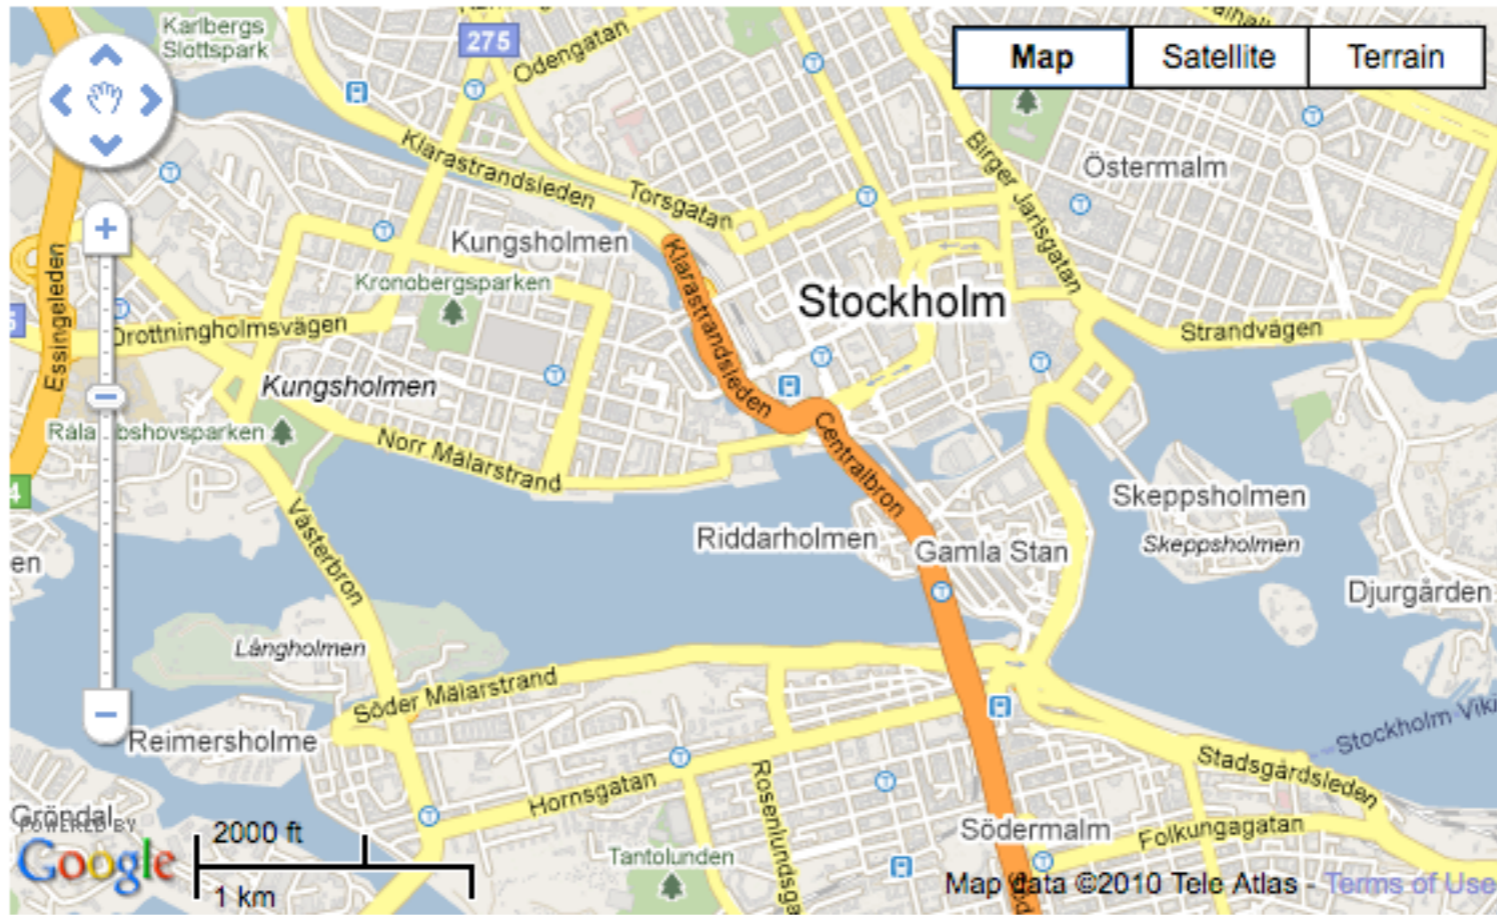 Karlbergs
Slottspark
275
Odengatan
Map
Satellite
Terrain
Klarastrandsleden
Torsgatan
Birger Jarlsgatan
Östermalm
Kungsholmen
Kronobergsparken
Klarastrandsleden
Stockholm
Essingeleden
Drottningholmsvägen
Strandvägen
Kungsholmen
Norr Mälarstrand
Centralbron
Västerbron
Riddarholmen
Gamla Stan
Skeppsholmen
Skeppsholmen
Djurgården
Långholmen
Söder Mälarstrand
Reimersholme
Stockholm
Stadsgårdsleden
Hornsgatan
Rosenlundsga
Gröndal
POWERED BY
Google
2000 ft
1 km
Tantolunden
Södermalm
Folkungagatan
Map data ©2010 Tele Atlas - Terms of Use